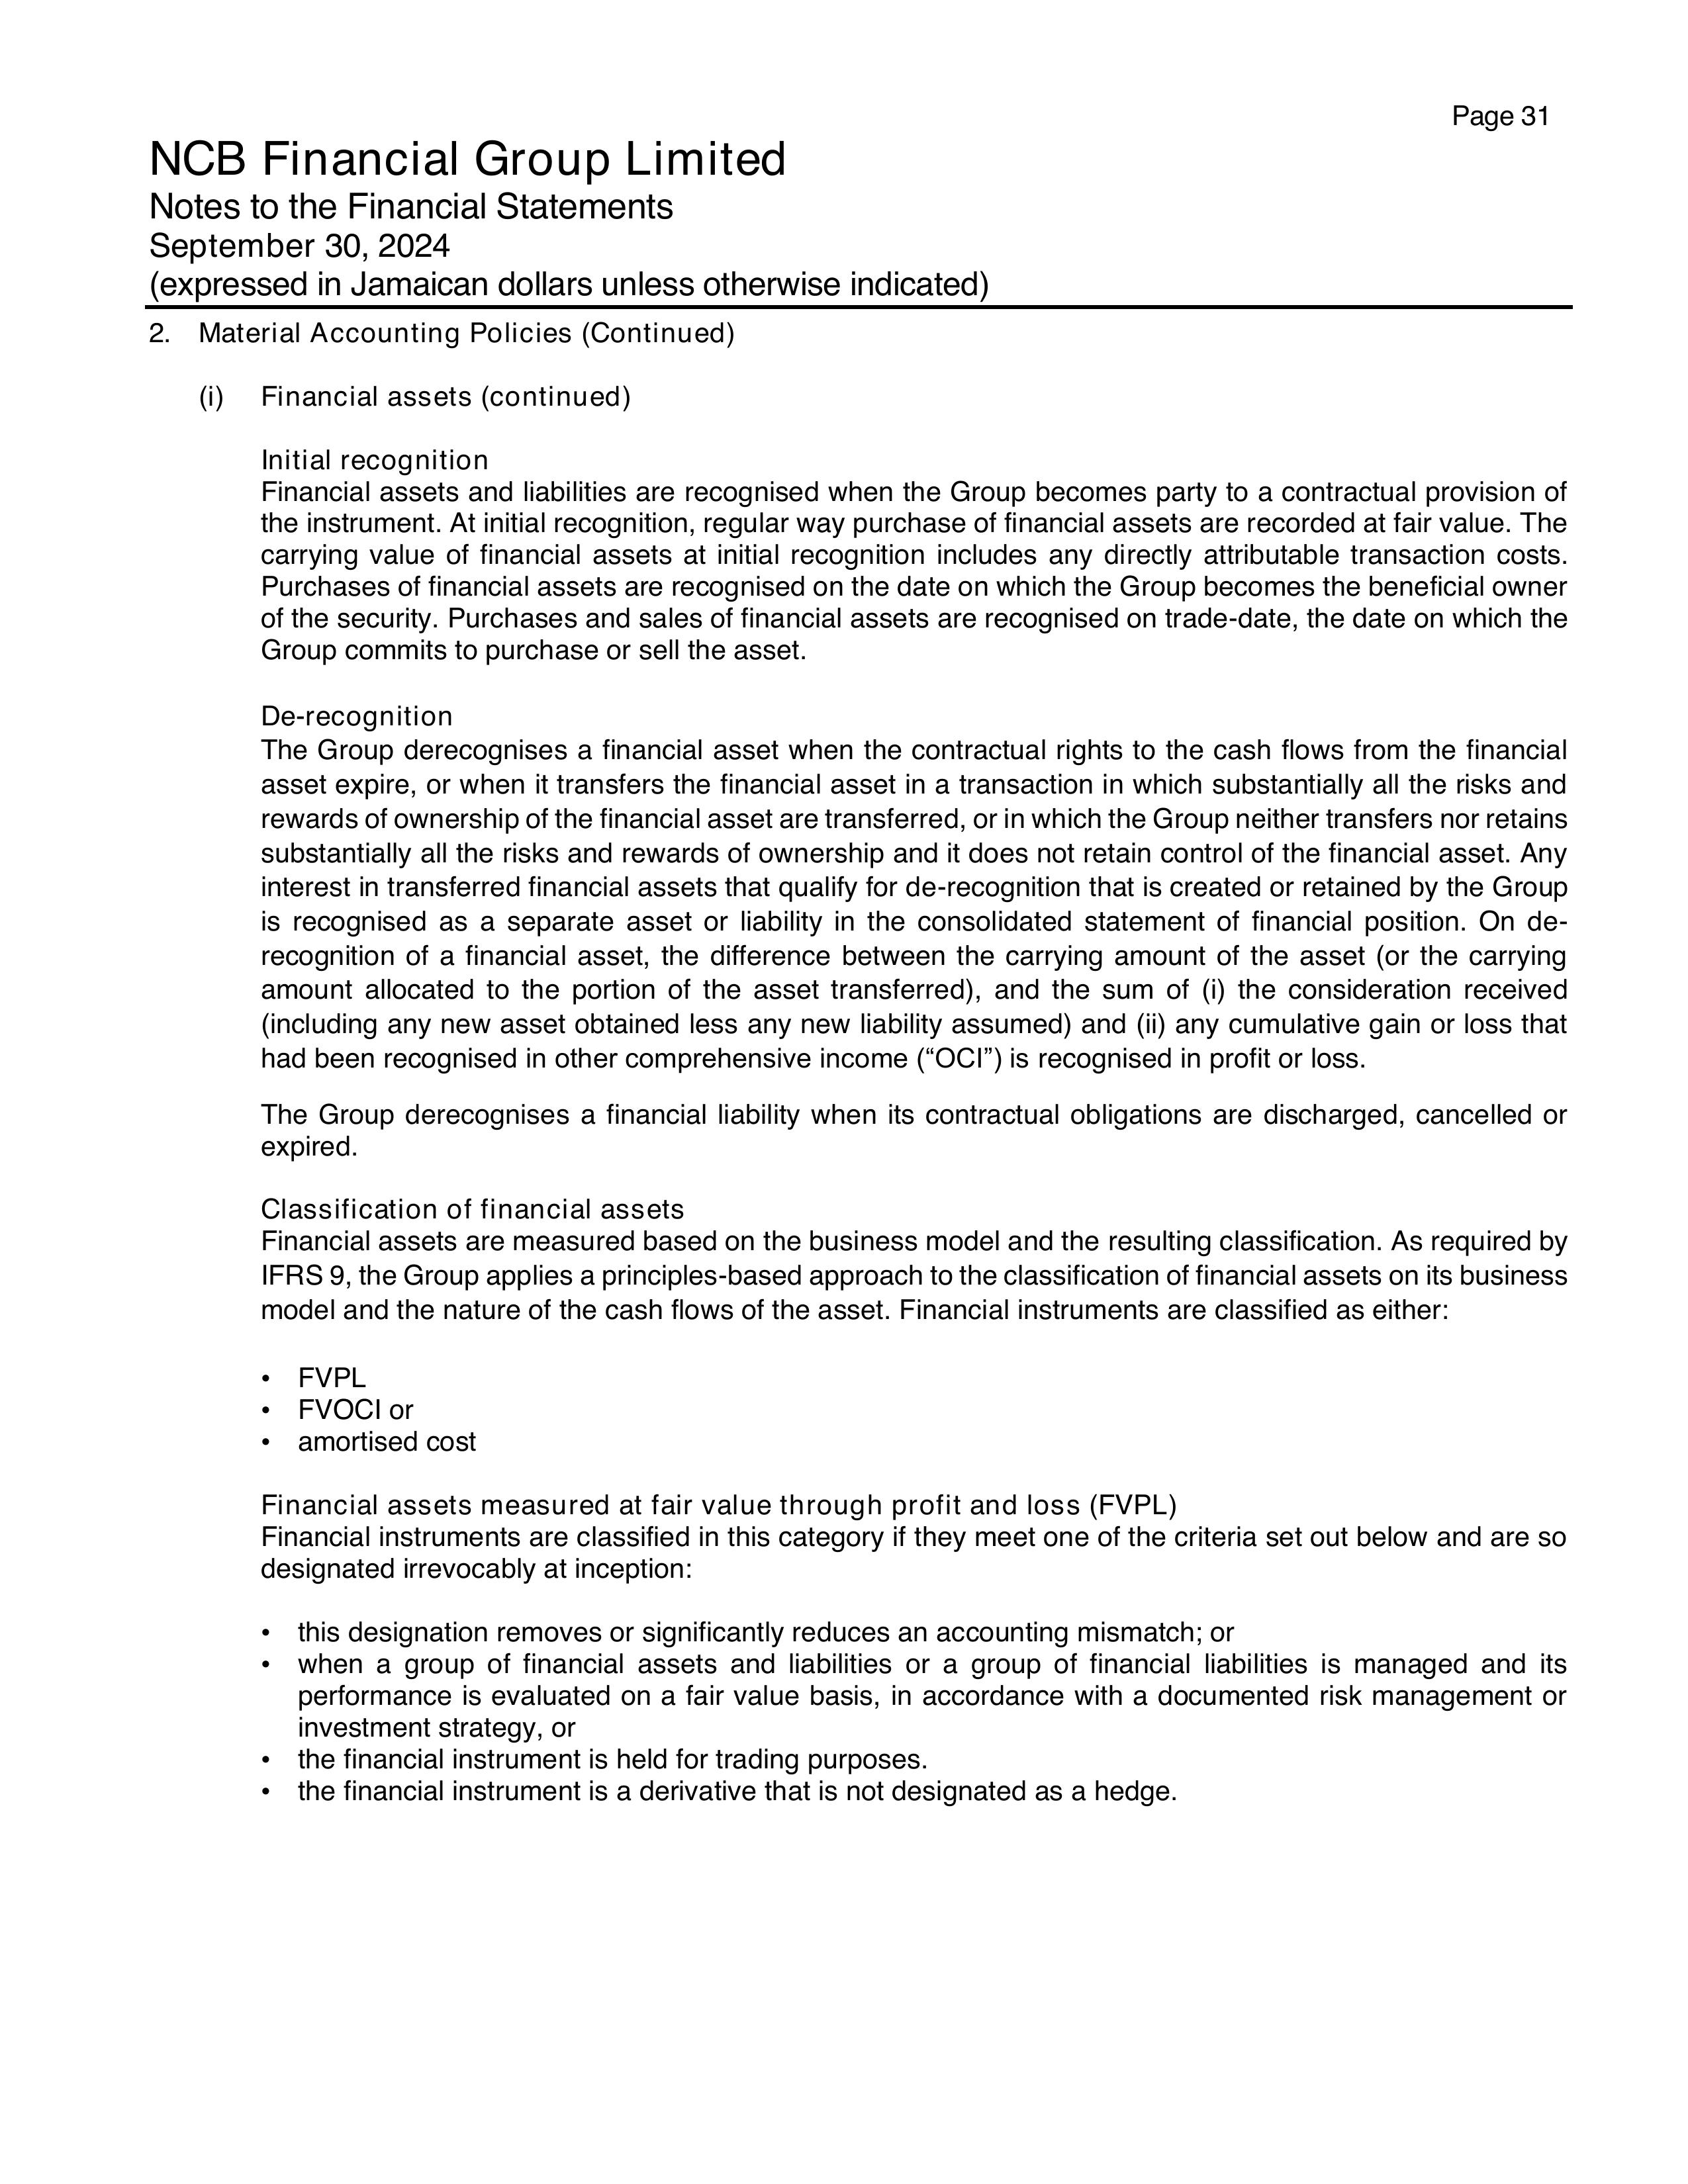 Page 31
NCB Financial Group Limited
Notes to the Financial Statements
September 30, 2024
(expressed in Jamaican dollars unless otherwise indicated)
2. Material Accounting Policies (Continued)
(i) Financial assets (continued)
Initial recognition
Financial assets and liabilities are recognised when the Group becomes party to a contractual provision of
the instrument. At initial recognition, regular way purchase of financial assets are recorded at fair value. The
carrying value of financial assets at initial recognition includes any directly attributable transaction costs.
Purchases of financial assets are recognised on the date on which the Group becomes the beneficial owner
of the security. Purchases and sales of financial assets are recognised on trade-date, the date on which the
Group commits to purchase or sell the asset.
De-recognition
The Group derecognises a financial asset when the contractual rights to the cash flows from the financial
asset expire, or when it transfers the financial asset in a transaction in which substantially all the risks and
rewards of ownership of the financial asset are transferred, or in which the Group neither transfers nor retains
substantially all the risks and rewards of ownership and it does not retain control of the financial asset. Any
interest in transferred financial assets that qualify for de-recognition that is created or retained by the Group
is recognised as a separate asset or liability in the consolidated statement of financial position. On de-
recognition of a financial asset, the difference between the carrying amount of the asset (or the carrying
amount allocated to the portion of the asset transferred), and the sum of (i) the consideration received
(including any new asset obtained less any new liability assumed) and (ii) any cumulative gain or loss that
had been recognised in other comprehensive income (“OCI”) is recognised in profit or loss.
The Group derecognises a financial liability when its contractual obligations are discharged, cancelled or
expired.
Classification of financial assets
Financial assets are measured based on the business model and the resulting classification. As required by
IFRS 9, the Group applies a principles-based approach to the classification of financial assets on its business
model and the nature of the cash flows of the asset. Financial instruments are classified as either:
• FVPL
• FVOCI or
• amortised cost
Financial assets measured at fair value through profit and loss (FVPL)
Financial instruments are classified in this category if they meet one of the criteria set out below and are so
designated irrevocably at inception:
• this designation removes or significantly reduces an accounting mismatch; or
• when a group of financial assets and liabilities or a group of financial liabilities is managed and its
performance is evaluated on a fair value basis, in accordance with a documented risk management or
investment strategy, or
• the financial instrument is held for trading purposes.
• the financial instrument is a derivative that is not designated as a hedge.